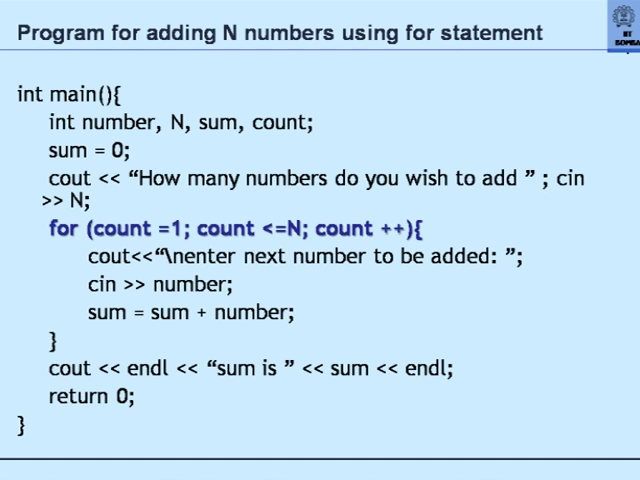 Program for adding N numbers using for statement
IIT
BOMBA
int main(){
int number, N, sum, count;
sum = 0;
cout << “How many numbers do you wish to add ” ; cin
>> N;
for (count =1; count <=N; count ++){
cout<<“\nenter next number to be added: ”;
cin >> number;
sum = sum + number;
}
cout << endl << “sum is ” << sum << endl;
return 0;
}